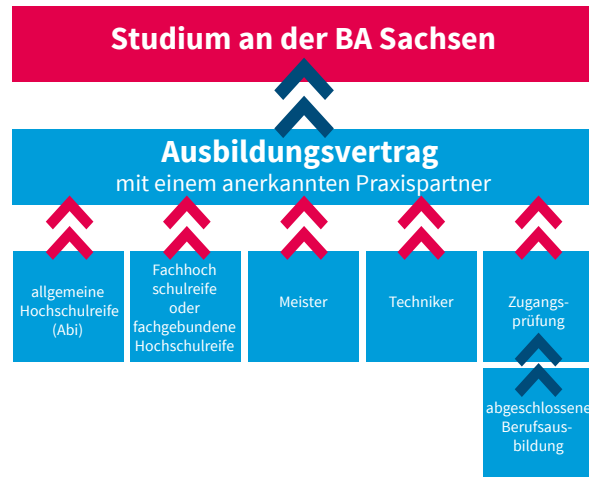 Studium an der BA Sachsen
Ausbildungsvertrag
mit einem anerkannten Praxispartner
allgemeine
Hochschulreife
(Abi)
Fachhoch
schulreife
oder
fachgebundene
Hochschulreife
Meister
Techniker
Zugangs-
prüfung
abgeschlossene
Berufsaus-
bildung